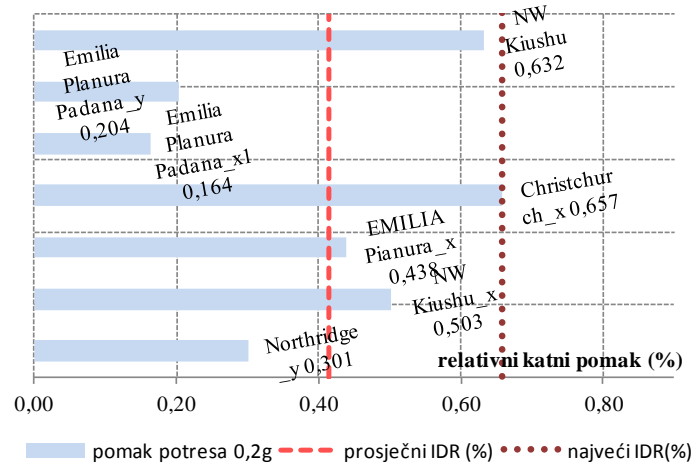 NW
Kiushu
0,632
Emilia
Planura
Padana_y
0,204
Emilia
Planura
Padana_x1
0,164
Christchur
ch_x 0,657
EMILIA
Pianura_x
0,438
NW
Kiushu_x
0,503
Northridge
_y 0,301
relativni katni pomak (%)
0,00 0,20 0,40 0,60 0,80
pomak potresa 0,2g prosječni IDR (%) najveći IDR(%)